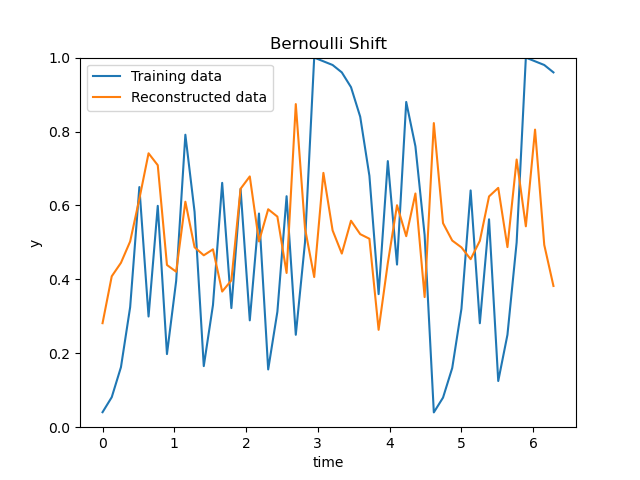 Bernoulli Shift
1.0
0.8
0.6
0.4
0.2
0.0
y
Training data
Reconstructed data
0 1 2 3 4 5 6
time